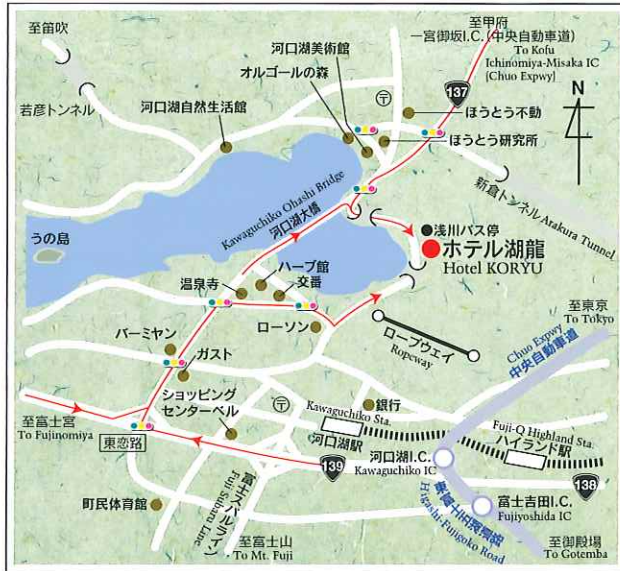 至甲府
一宮御坂I.C.(中央自動車道)
To Kofu
Ichinomiya-Misaka IC
(Chuo Expwy)
至笛吹
若彦トンネル
河口湖美術館
オルゴールの森
河口湖自然生活館
137
ほうとう不動
ほうとう研究所
N
新倉トンネル Arakura Tunnel
Kawaguchiko Ohashi Bridge
河口湖大橋
浅川バス停
ホテル湖龍
Hotel KORYU
うの島
ハーブ館
温泉寺
交番
ローソン
ロープウェイ
Ropeway
至東京
To Tokyo
Chuo Expwy
中央自動車道
バーミヤン
ガスト
ショッピング
センターベル
銀行
Kawaguchiko Sta.
河口湖駅
Fuji-Q Highland Sta.
ハイランド駅
至富士宮
To Fujinomiya
東恋路
139
河口湖I.C.
Kawaguchiko IC
138
富士スバルライン
Fuji Subaru Line
町民体育館
富士吉田I.C.
Fujiyoshida IC
東富士五湖道路
Higashi-Fujigoko Road
至富士山
To Mt. Fuji
至御殿場
To Gotemba